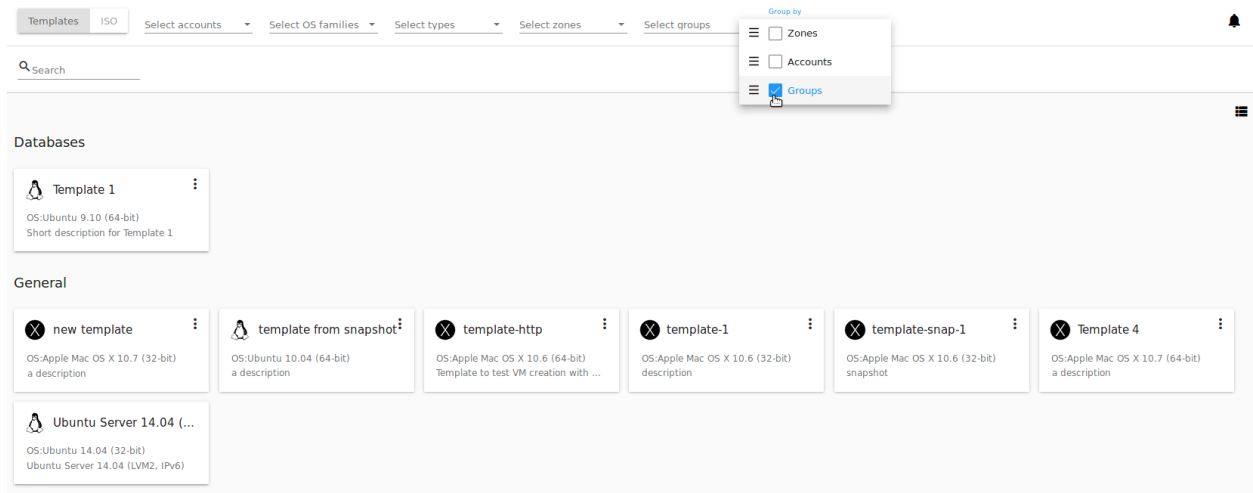 Templates
ISO
Select accounts
Select OS families
Select types
Select zones
Select groups
Group by
Zones
Accounts
Groups
Search
Databases
Template 1
OS:Ubuntu 9.10 (64-bit)
Short description for Template 1
General
new template
OS:Apple Mac OS X 10.7 (32-bit)
a description
template from snapshot
OS:Ubuntu 10.04 (64-bit)
a description
template-http
OS:Apple Mac OS X 10.6 (64-bit)
Template to test VM creation with ...
template-1
OS:Apple Mac OS X 10.6 (32-bit)
description
template-snap-1
OS:Apple Mac OS X 10.6 (32-bit)
snapshot
Template 4
OS:Apple Mac OS X 10.7 (64-bit)
a description
Ubuntu Server 14.04 (...
OS:Ubuntu 14.04 (32-bit)
Ubuntu Server 14.04 (LVM2, IPv6)